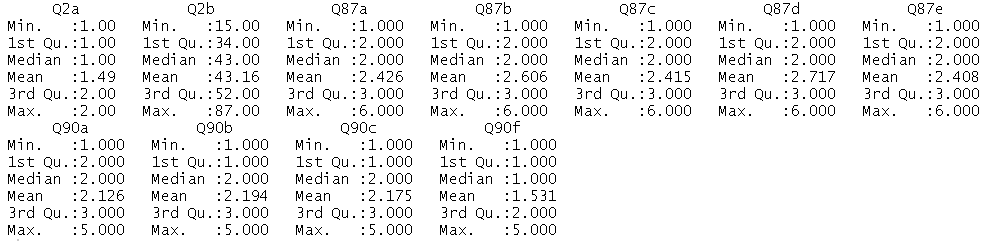 Q2a Q2b Q87a Q87b Q87c Q87d Q87e
Min. :1.00 Min. :15.00 Min. :1.000 Min. :1.000 Min. :1.000 Min. :1.000 Min. :1.000
1st Qu.:1.00 1st Qu.:34.00 1st Qu.:2.000 1st Qu.:2.000 1st Qu.:2.000 1st Qu.:2.000 1st Qu.:2.000
Median :1.00 Median :43.00 Median :2.000 Median :2.000 Median :2.000 Median :2.000 Median :2.000
Mean :1.49 Mean :43.16 Mean :2.426 Mean :2.606 Mean :2.415 Mean :2.717 Mean :2.408
3rd Qu.:2.00 3rd Qu.:52.00 3rd Qu.:3.000 3rd Qu.:3.000 3rd Qu.:3.000 3rd Qu.:3.000 3rd Qu.:3.000
Max. :2.00 Max. :87.00 Max. :6.000 Max. :6.000 Max. :6.000 Max. :6.000 Max. :6.000
Q90a Q90b Q90c Q90f
Min. :1.000 Min. :1.000 Min. :1.000 Min. :1.000
1st Qu.:2.000 1st Qu.:1.000 1st Qu.:1.000 1st Qu.:1.000
Median :2.000 Median :2.000 Median :2.000 Median :1.000
Mean :2.126 Mean :2.194 Mean :2.175 Mean :1.531
3rd Qu.:3.000 3rd Qu.:3.000 3rd Qu.:3.000 3rd Qu.:2.000
Max. :5.000 Max. :5.000 Max. :5.000 Max. :5.000